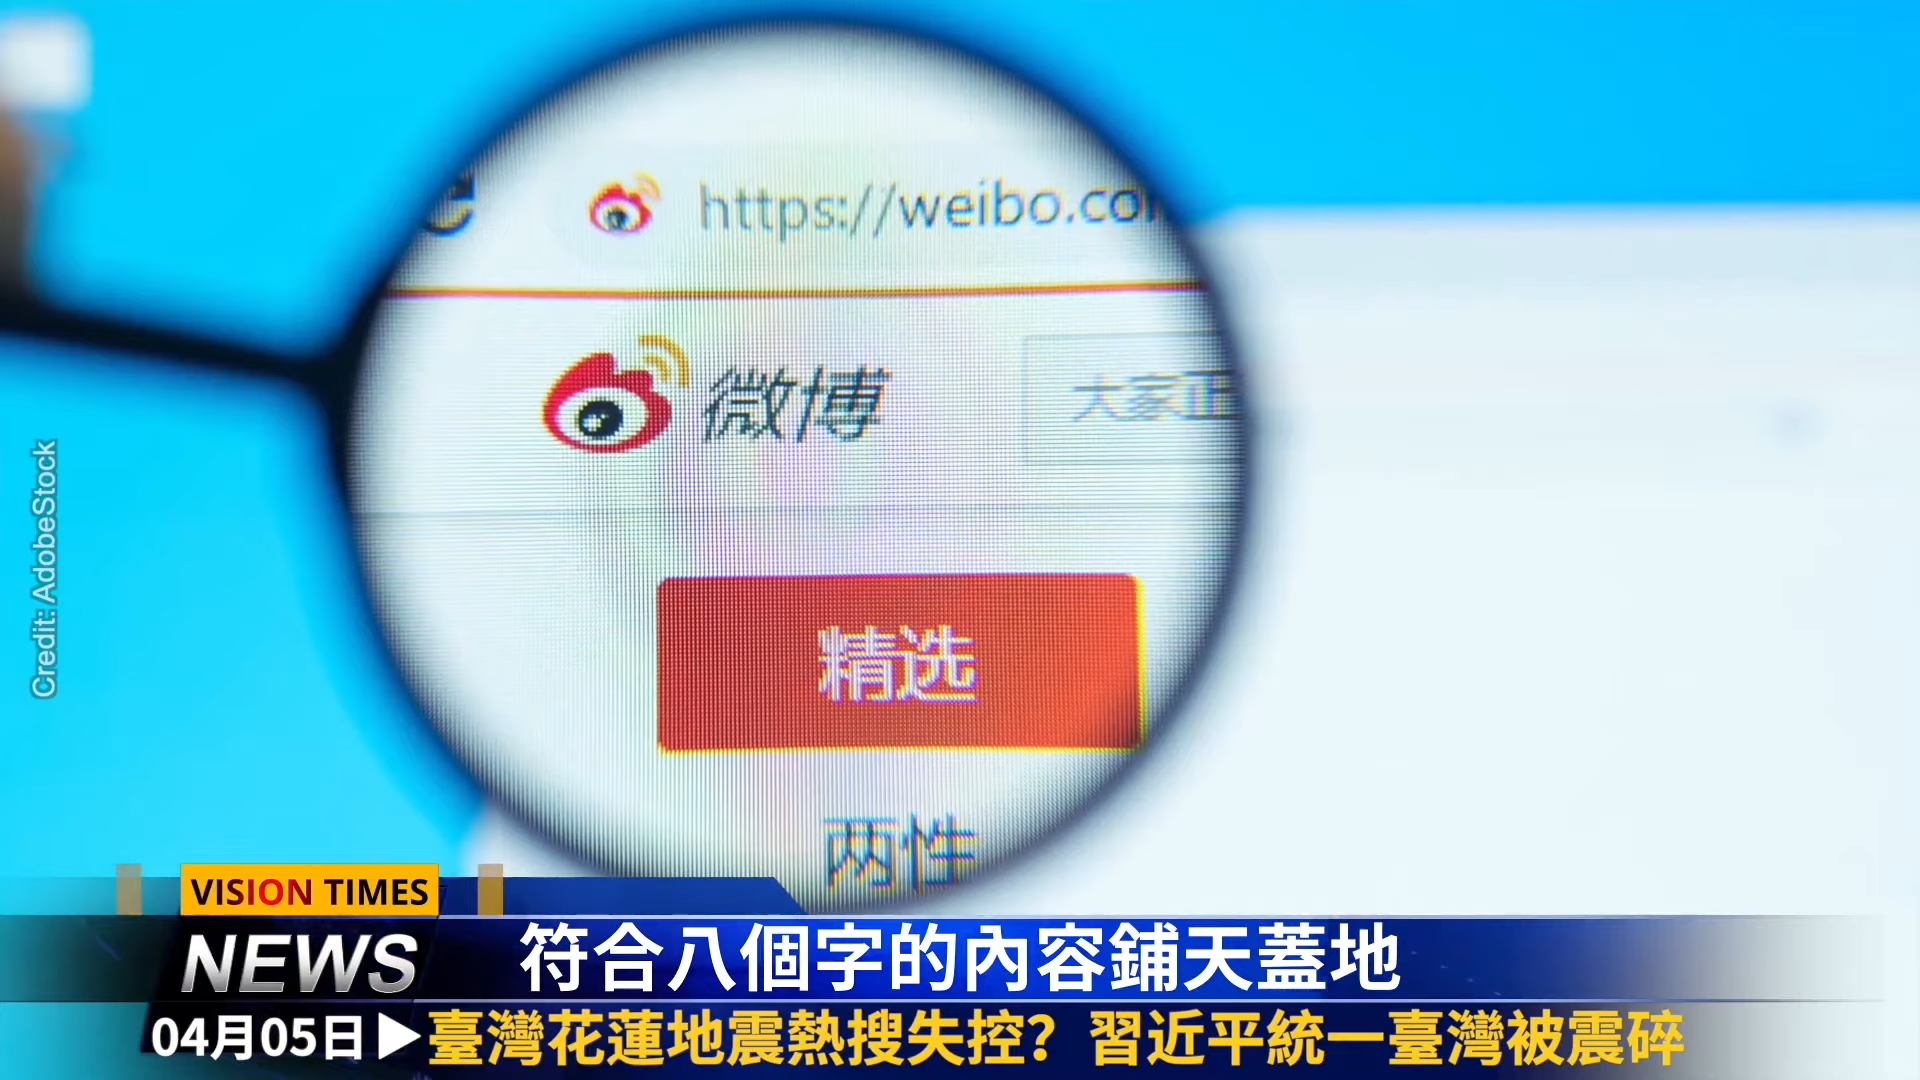 https://weibo.co
微博
大家正
精选
两性
Credit: AdobeStock
VISION TIMES
NEWS
符合八個字的內容鋪天蓋地
04月05日▶臺灣花蓮地震熱搜失控？習近平統一臺灣被震碎